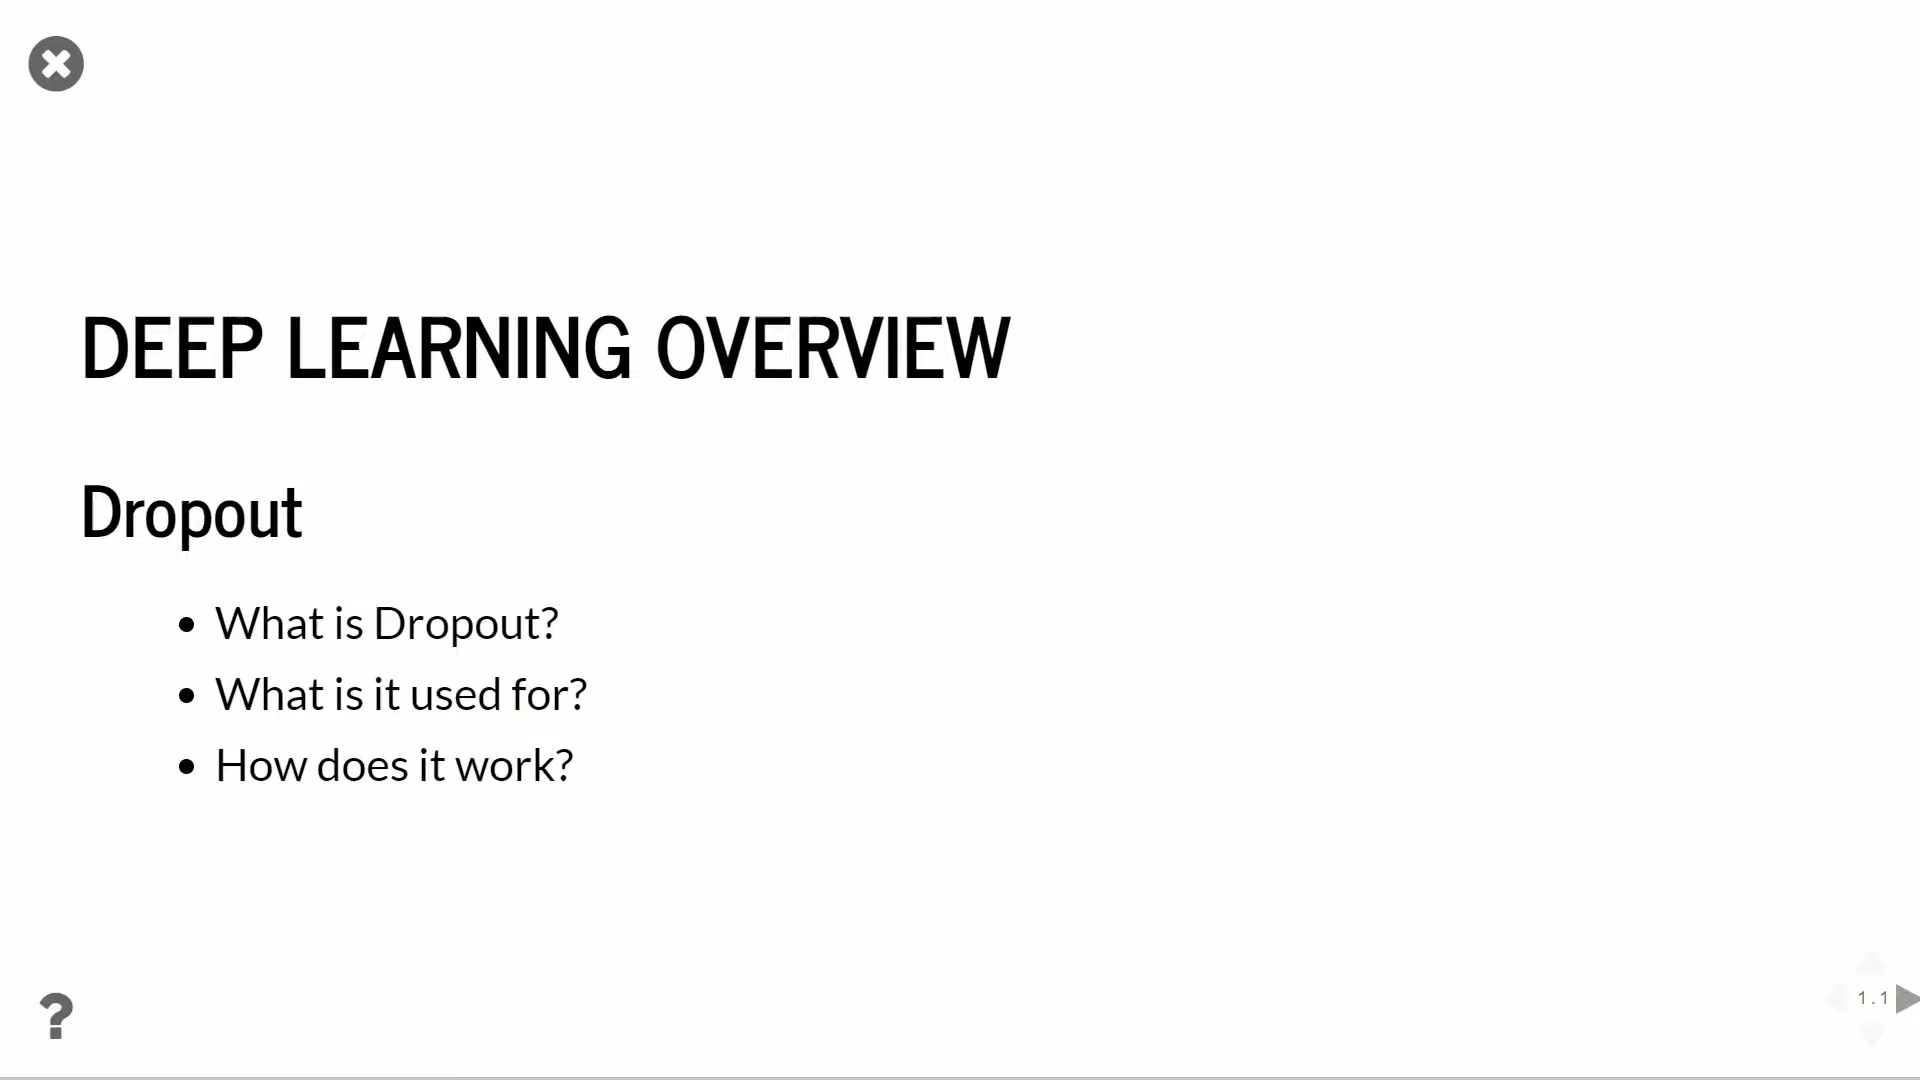 DEEP LEARNING OVERVIEW
Dropout
• What is Dropout?
• What is it used for?
• How does it work?
?
1.1